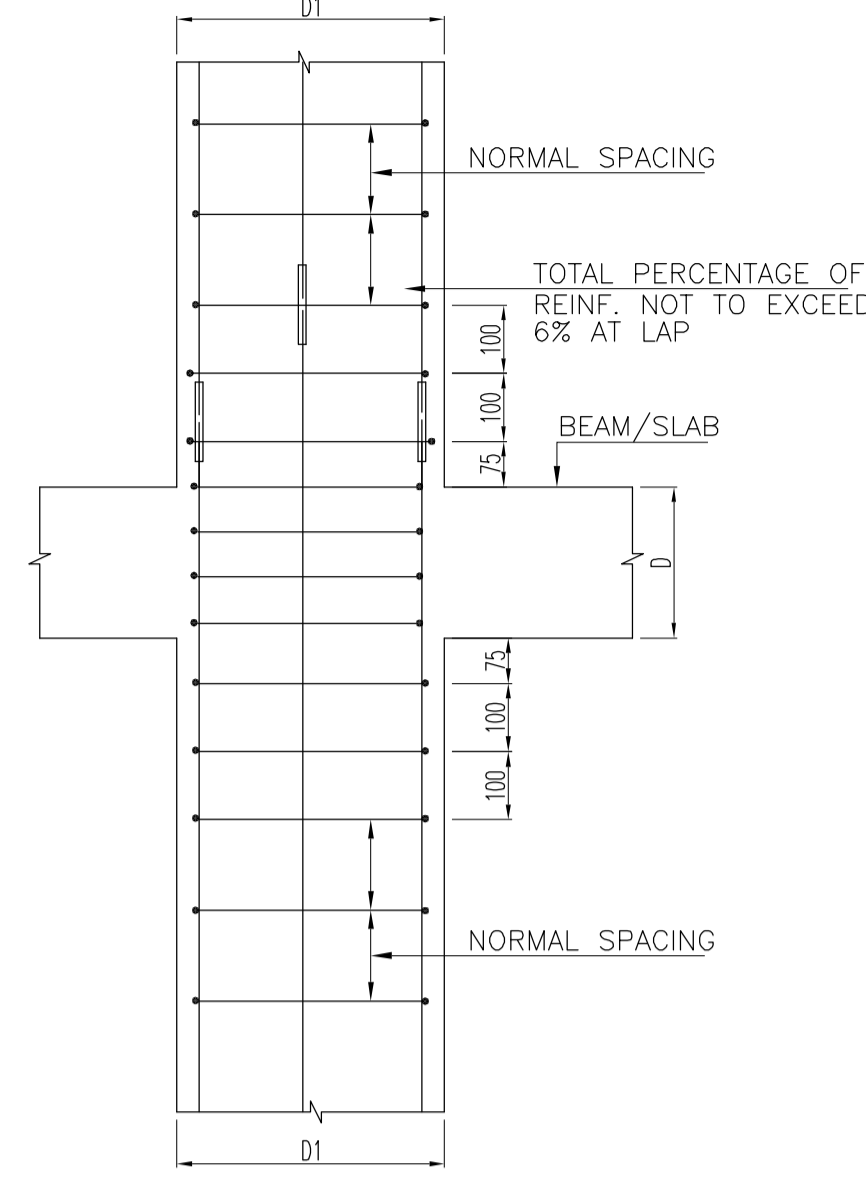 D1
NORMAL SPACING
TOTAL PERCENTAGE OF
REINF. NOT TO EXCEED
6% AT LAP
100
100
BEAM/SLAB
75
D
75
100
100
NORMAL SPACING
D1